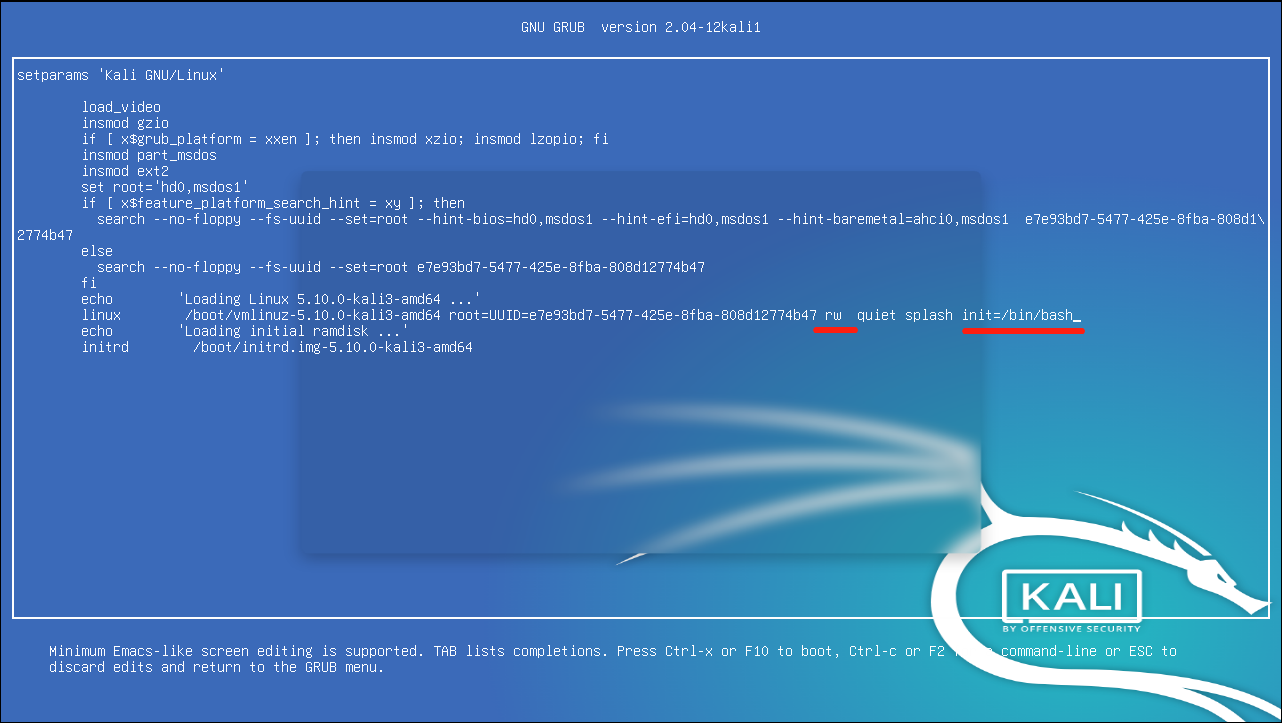 GNU GRUB  version 2.04-12kali1
setparams 'Kali GNU/Linux'
load_video
insmod gzio
if [ x$grub_platform = xxen ]; then insmod xzio; insmod lzopio; fi
insmod part_msdos
insmod ext2
set root='hd0,msdos1'
if [ x$feature_platform_search_hint = xy ]; then
search --no-floppy --fs-uuid --set=root --hint-bios=hd0,msdos1 --hint-efi=hd0,msdos1 --hint-baremetal=ahci0,msdos1  e7e93bd7-5477-425e-8fba-808d1\
2774b47
else
search --no-floppy --fs-uuid --set=root e7e93bd7-5477-425e-8fba-808d12774b47
fi
echo 'Loading Linux 5.10.0-kali3-amd64 ...'
linux /boot/vmlinuz-5.10.0-kali3-amd64 root=UUID=e7e93bd7-5477-425e-8fba-808d12774b47 rw  quiet splash init=/bin/bash_
echo 'Loading initial ramdisk ...'
initrd /boot/initrd.img-5.10.0-kali3-amd64
KALI
BY OFFENSIVE SECURITY
Minimum Emacs-like screen editing is supported. TAB lists completions. Press Ctrl-x or F10 to boot, Ctrl-c or F2 command-line or ESC to
discard edits and return to the GRUB menu.